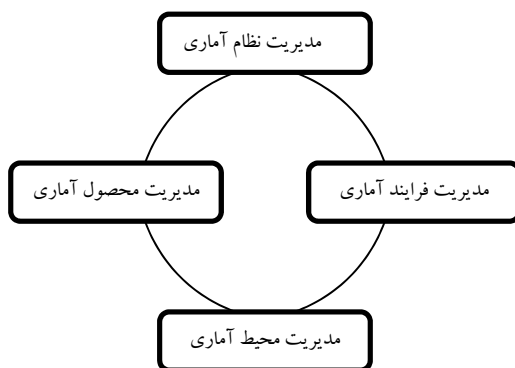 مدیریت نظام آماری
مدیریت فرایند آماری
مدیریت محصول آماری
مدیریت محیط آماری